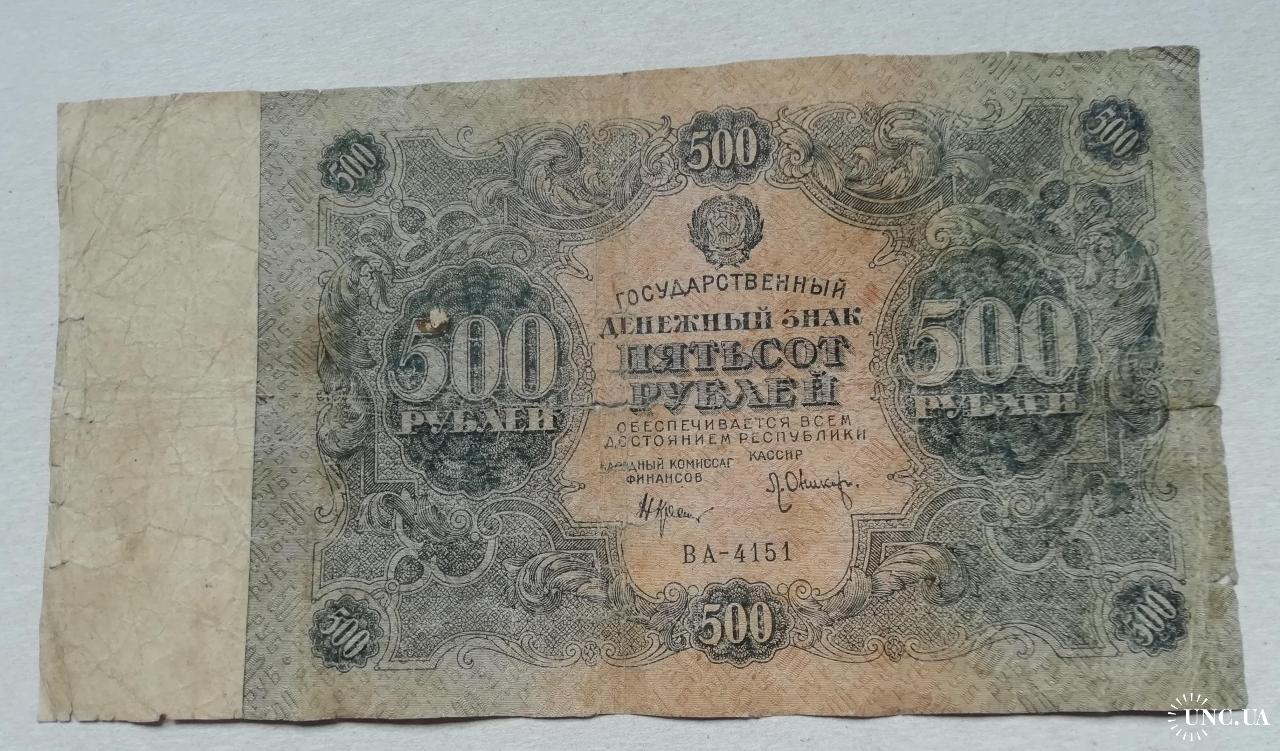 500
500
500
ГОСУДАРСТВЕННЫЙ
ДЕНЕЖНЫЙ ЗНАК
ПЯТЬСОТ
РУБЛЕЙ
500
РУБЛЕЙ
500
РУБЛЕЙ
ОБЕСПЕЧИВАЕТСЯ ВСЕМ
ДОСТОЯНИЕМ РЕСПУБЛИКИ
НАРОДНЫЙ КОМИССАР
ФИНАНСОВ
КАССИР
ВА-4151
500
500
500
UNC.UA